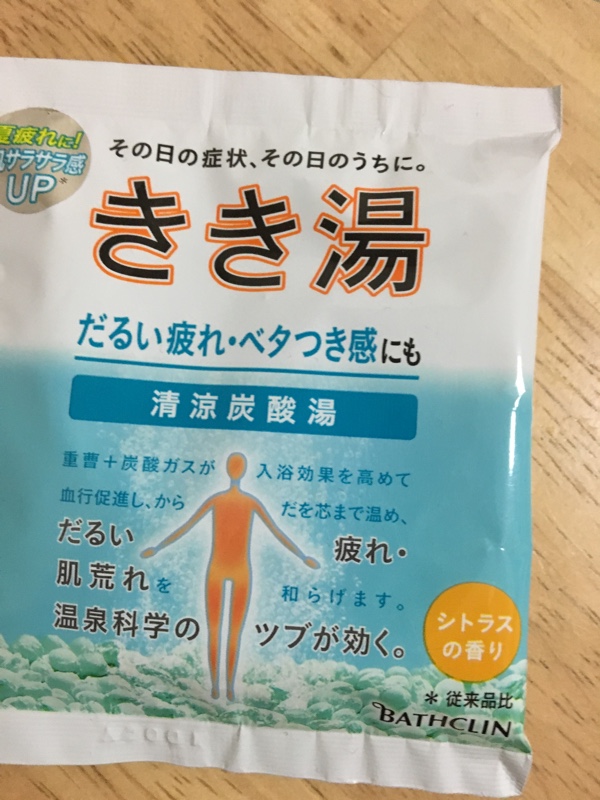 夏疲れに!
肌サラサラ感
UP*
その日の症状、その日のうちに。
きき湯
だるい疲れ・ベタつき感にも
清涼炭酸湯
重曹+炭酸ガスが入浴効果を高めて
血行促進し、からだを芯まで温め、
だるい疲れ・
肌荒れを和らげます。
温泉科学のツブが効く。
シトラス
の香り
*従来品比
BATHCLIN